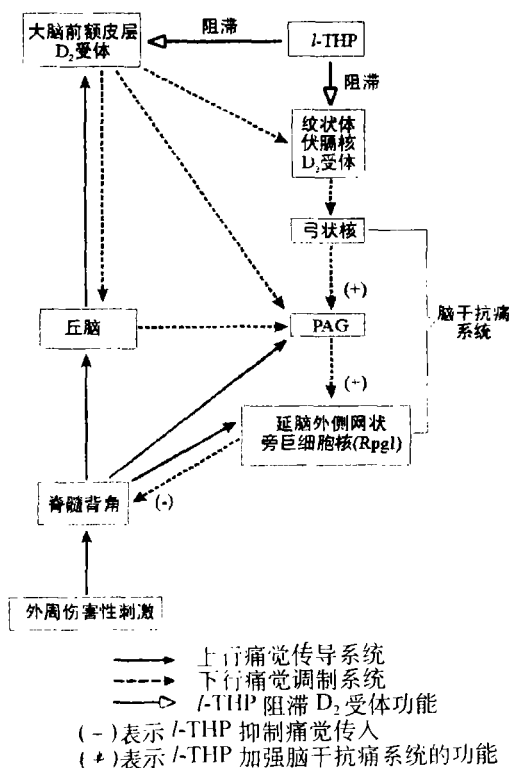 大脑前额皮层
D₂受体
阻滞
l-THP
阻滞
纹状体
伏膈核
D₂受体
弓状核
(+)
丘脑
PAG
脑干抗痛
系统
(+)
延脑外侧网状
旁巨细胞核(Rpgl)
脊髓背角
(-)
外周伤害性刺激
上行痛觉传导系统
下行痛觉调制系统
l-THP 阻滞 D₂ 受体功能
(-)表示 l-THP 抑制痛觉传入
(+)表示 l-THP 加强脑干抗痛系统的功能